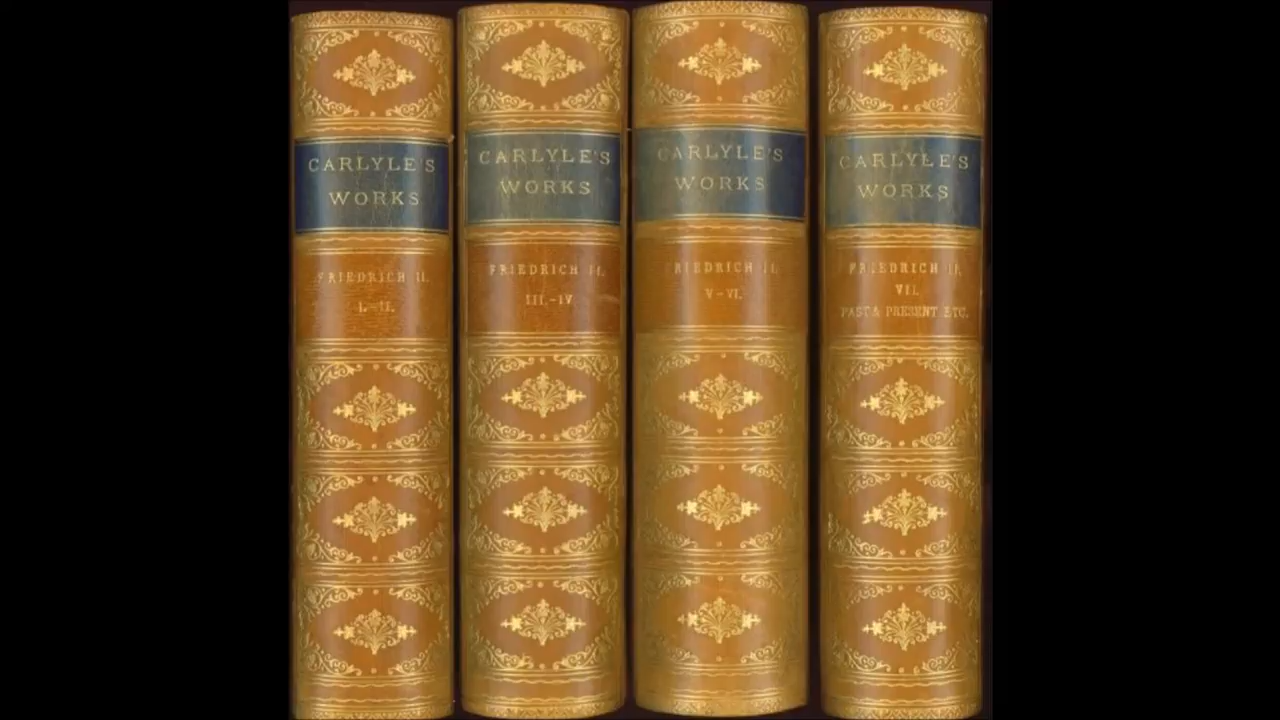 CARLYLE'S
WORKS
FRIEDRICH II.
I.-II.
CARLYLE'S
WORKS
FRIEDRICH II.
III.-IV
CARLYLE'S
WORKS
FRIEDRICH II.
V-VI.
CARLYLE'S
WORKS
FRIEDRICH II.
VII.
PAST & PRESENT ETC.